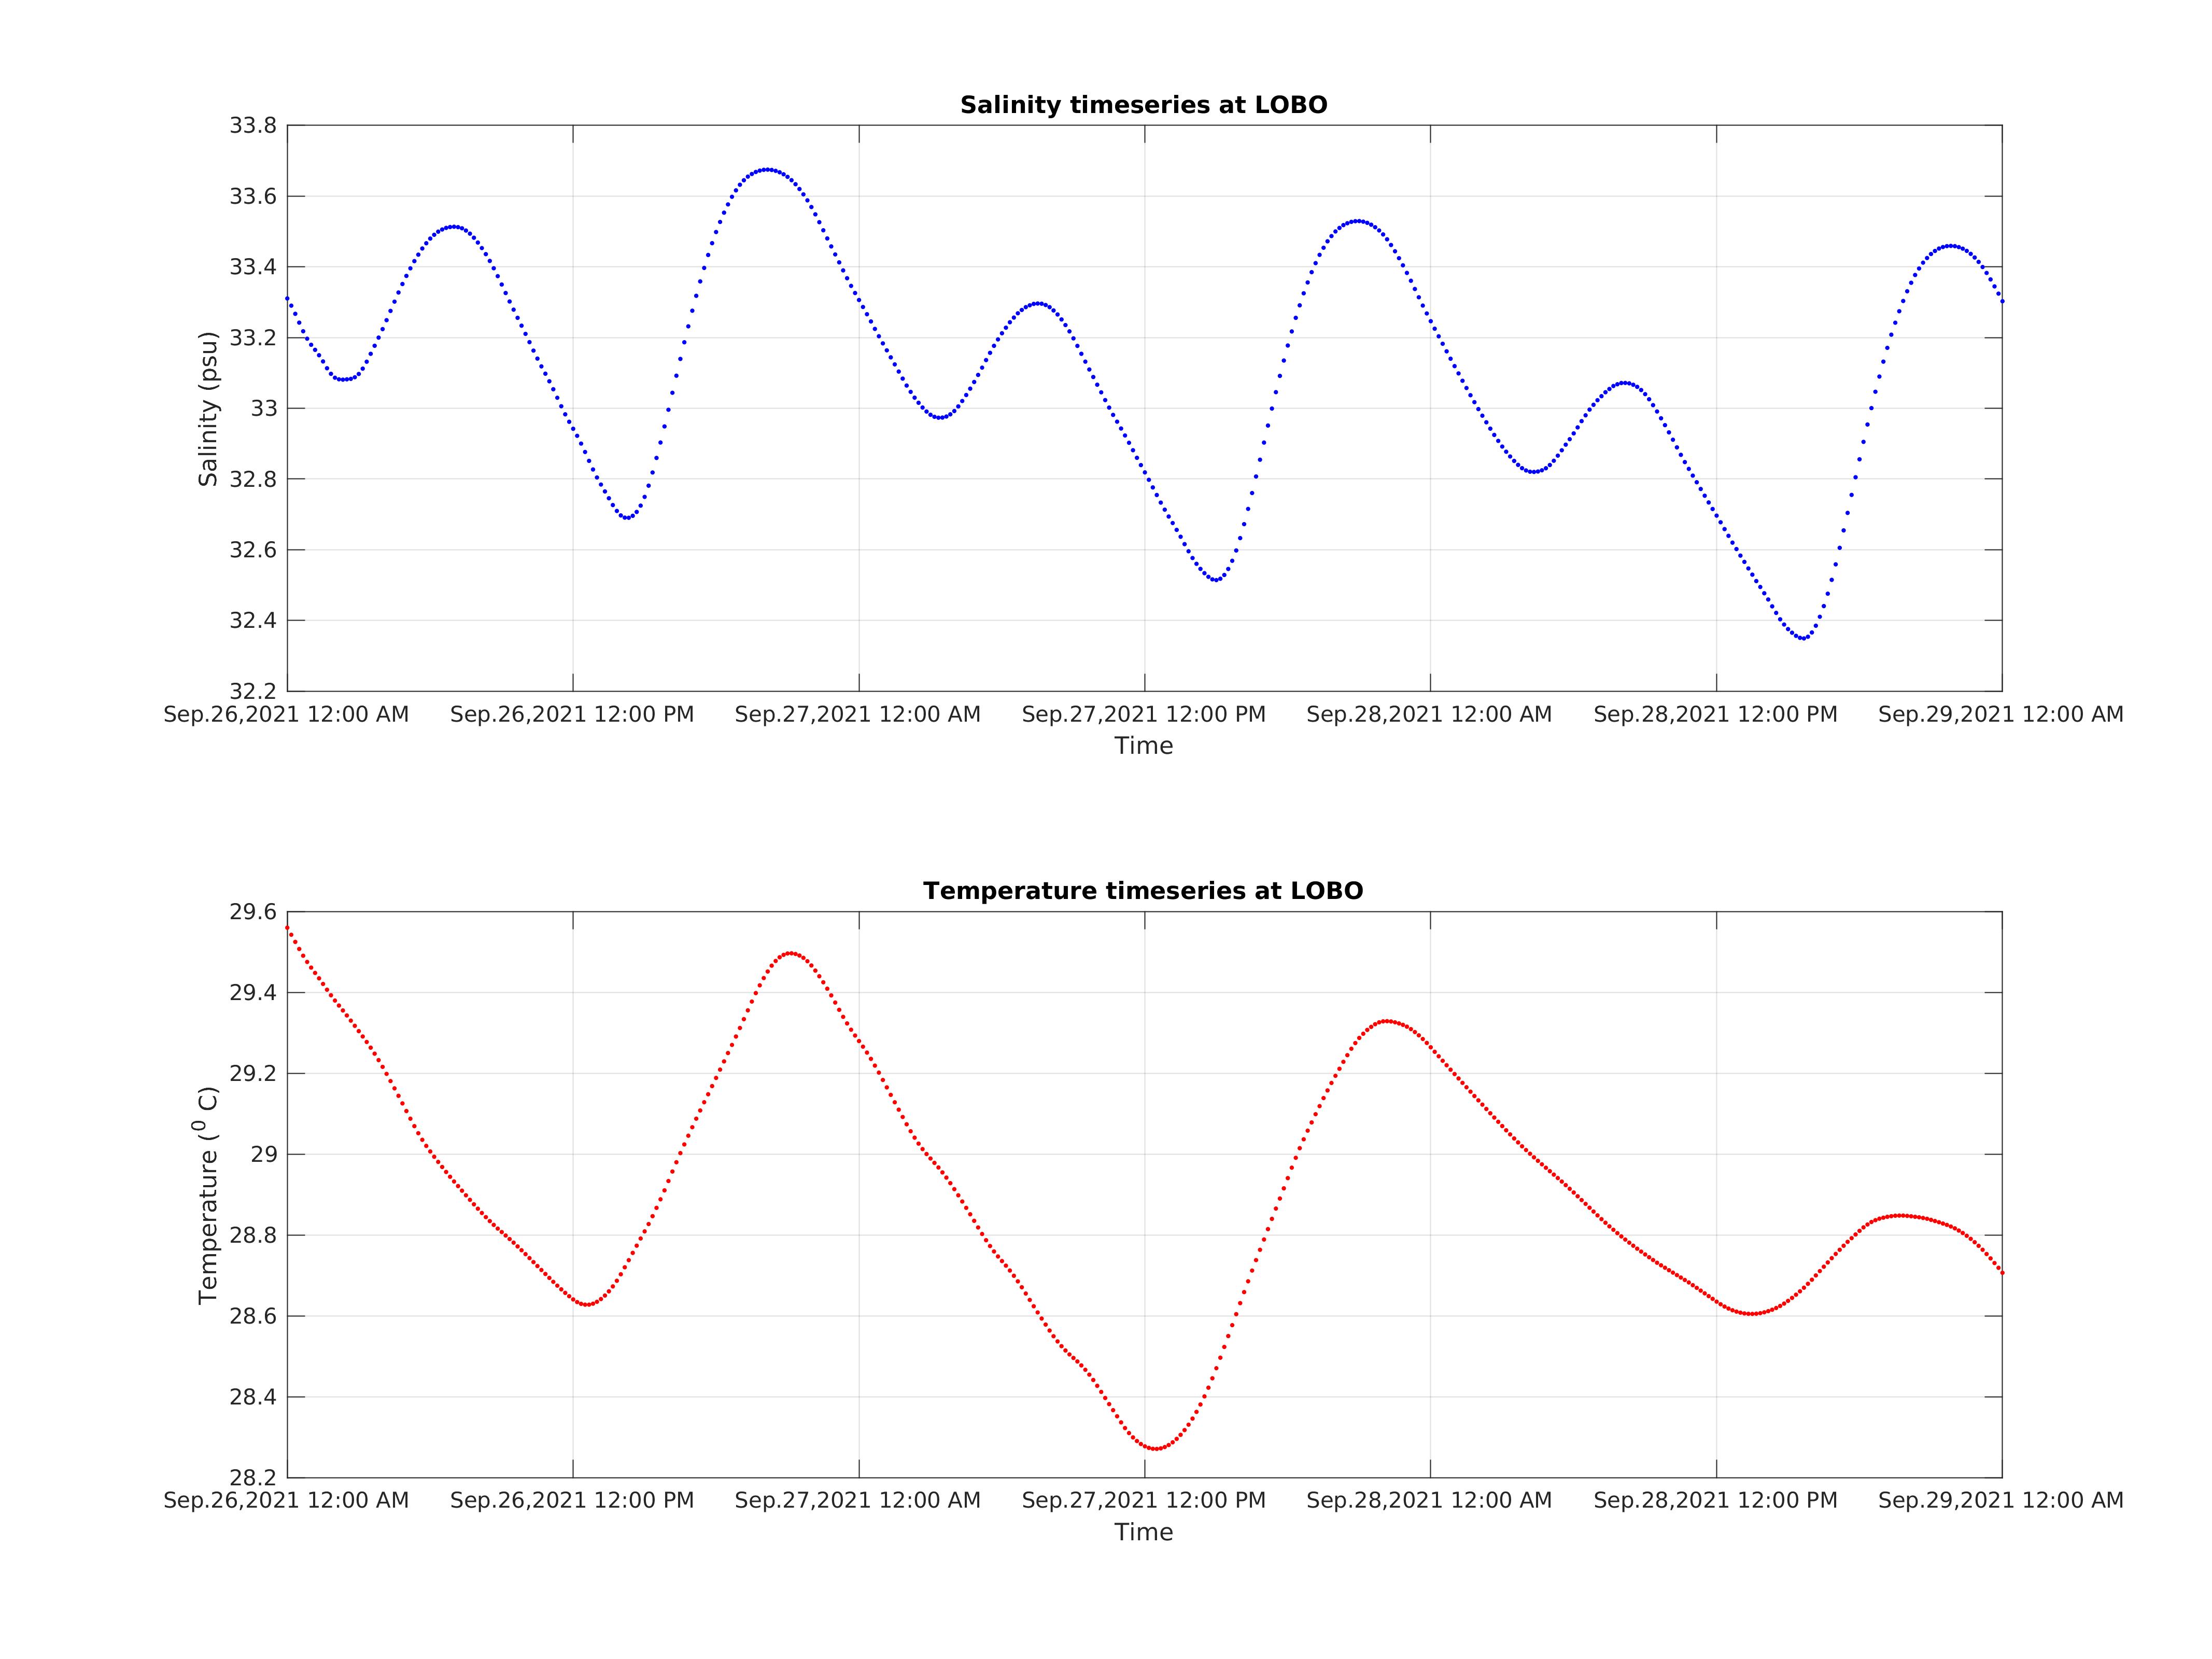 Salinity timeseries at LOBO
33.8
33.6
33.4
33.2
33
32.8
32.6
32.4
32.2
Salinity (psu)
Sep.26,2021 12:00 AM Sep.26,2021 12:00 PM Sep.27,2021 12:00 AM Sep.27,2021 12:00 PM Sep.28,2021 12:00 AM Sep.28,2021 12:00 PM Sep.29,2021 12:00 AM
Time
Temperature timeseries at LOBO
29.6
29.4
29.2
29
28.8
28.6
28.4
28.2
Temperature (⁰ C)
Sep.26,2021 12:00 AM Sep.26,2021 12:00 PM Sep.27,2021 12:00 AM Sep.27,2021 12:00 PM Sep.28,2021 12:00 AM Sep.28,2021 12:00 PM Sep.29,2021 12:00 AM
Time